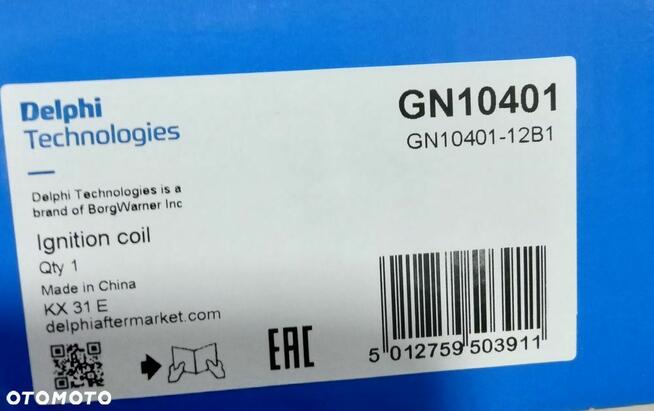 Delphi
Technologies
GN10401
GN10401-12B1
Delphi Technologies is a
brand of BorgWarner Inc
Ignition coil
Qty 1
Made in China
KX 31 E
delphiaftermarket.com
EAC
5 012759 503911
OTOMOTO